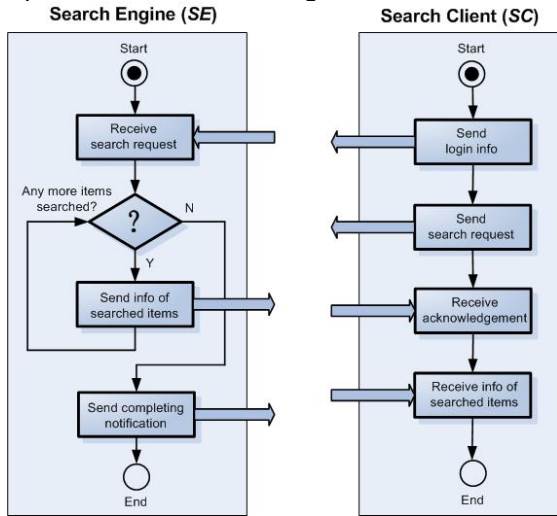 Search Engine (SE)
Start
Receive
search request
Any more items
searched?
?
N
Y
Send info of
searched items
Send completing
notification
End
Search Client (SC)
Start
Send
login info
Send
search request
Receive
acknowledgement
Receive info of
searched items
End